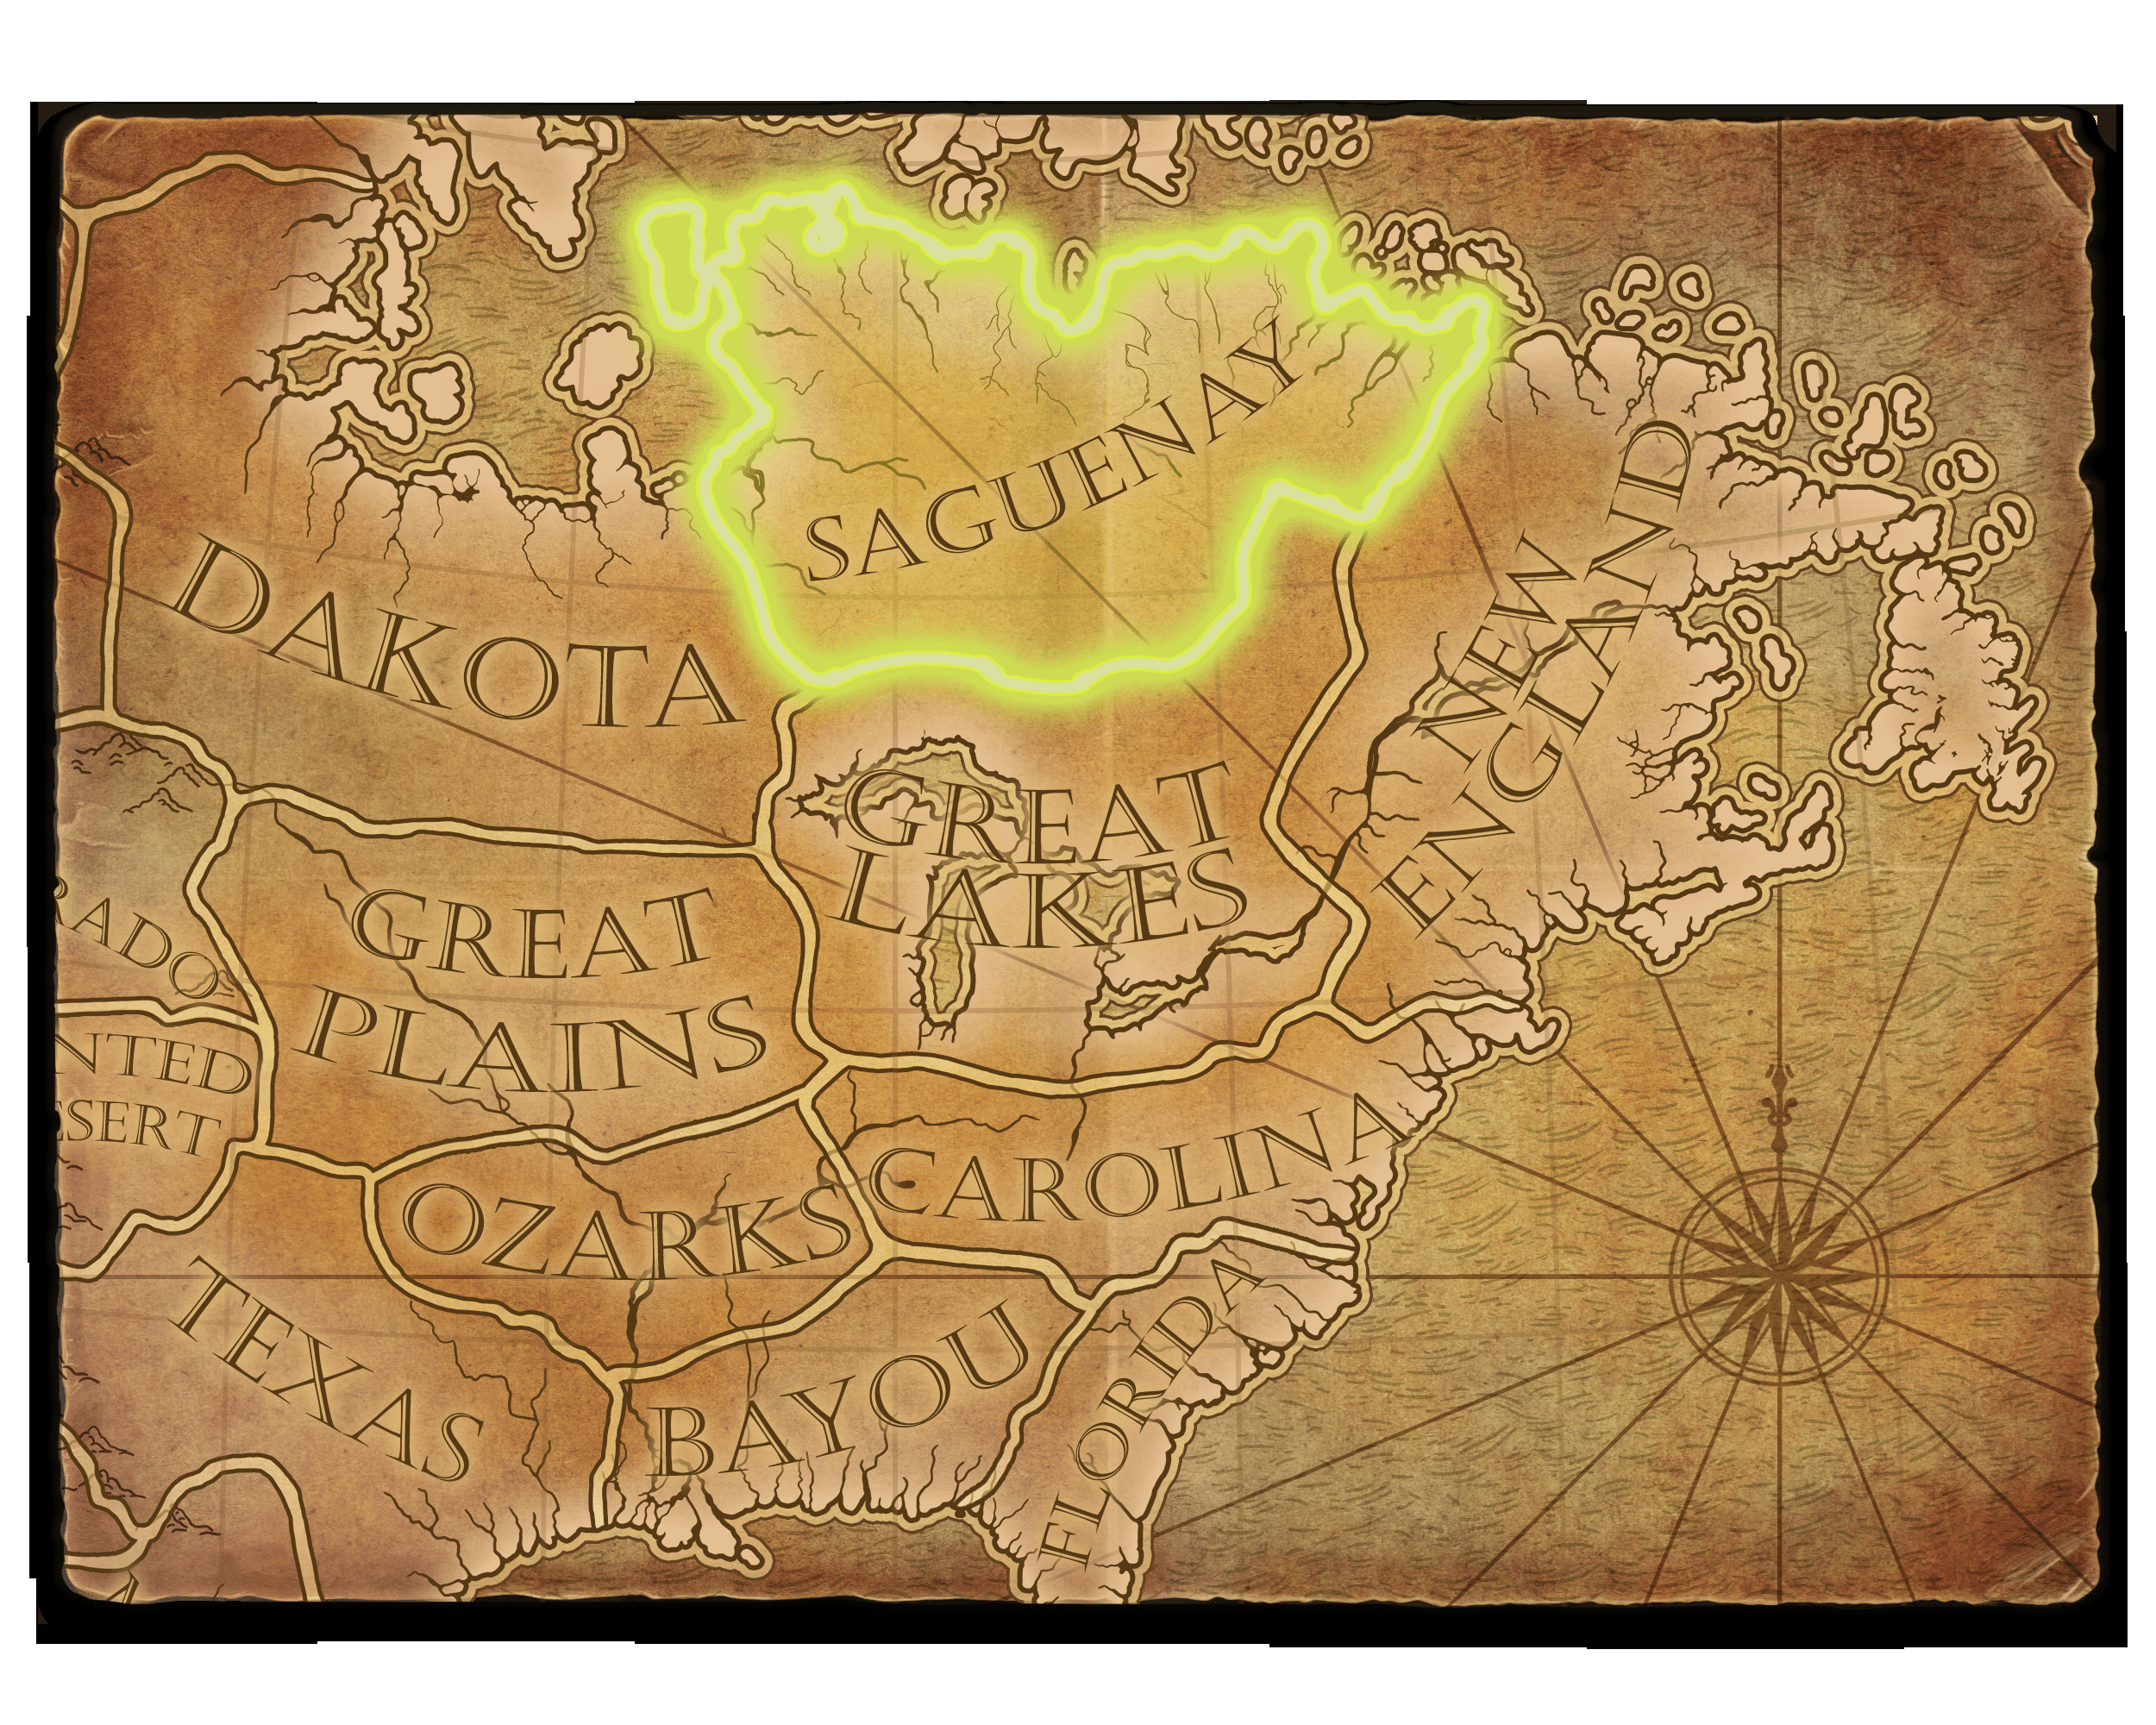 SAGUENAY
DAKOTA
NEW
ENGLAND
GREAT
LAKES
GREAT
PLAINS
RADO
NTED
ESERT
CAROLINA
OZARKS
TEXAS
BAYOU
FLORIDA